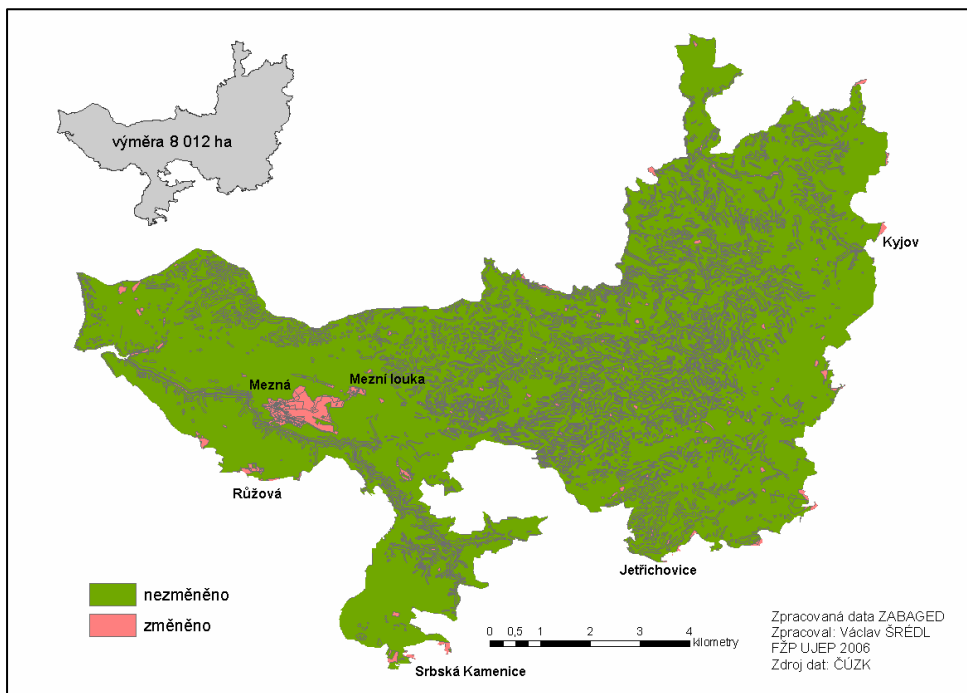 výměra 8 012 ha
Kyjov
Mezní louka
Mezná
Růžová
Jetřichovice
nezměněno
změněno
0 0,5 1 2 3 4
kilometry
Srbská Kamenice
Zpracovaná data ZABAGED
Zpracoval: Václav ŠRÉDL
FŽP UJEP 2006
Zdroj dat: ČÚZK